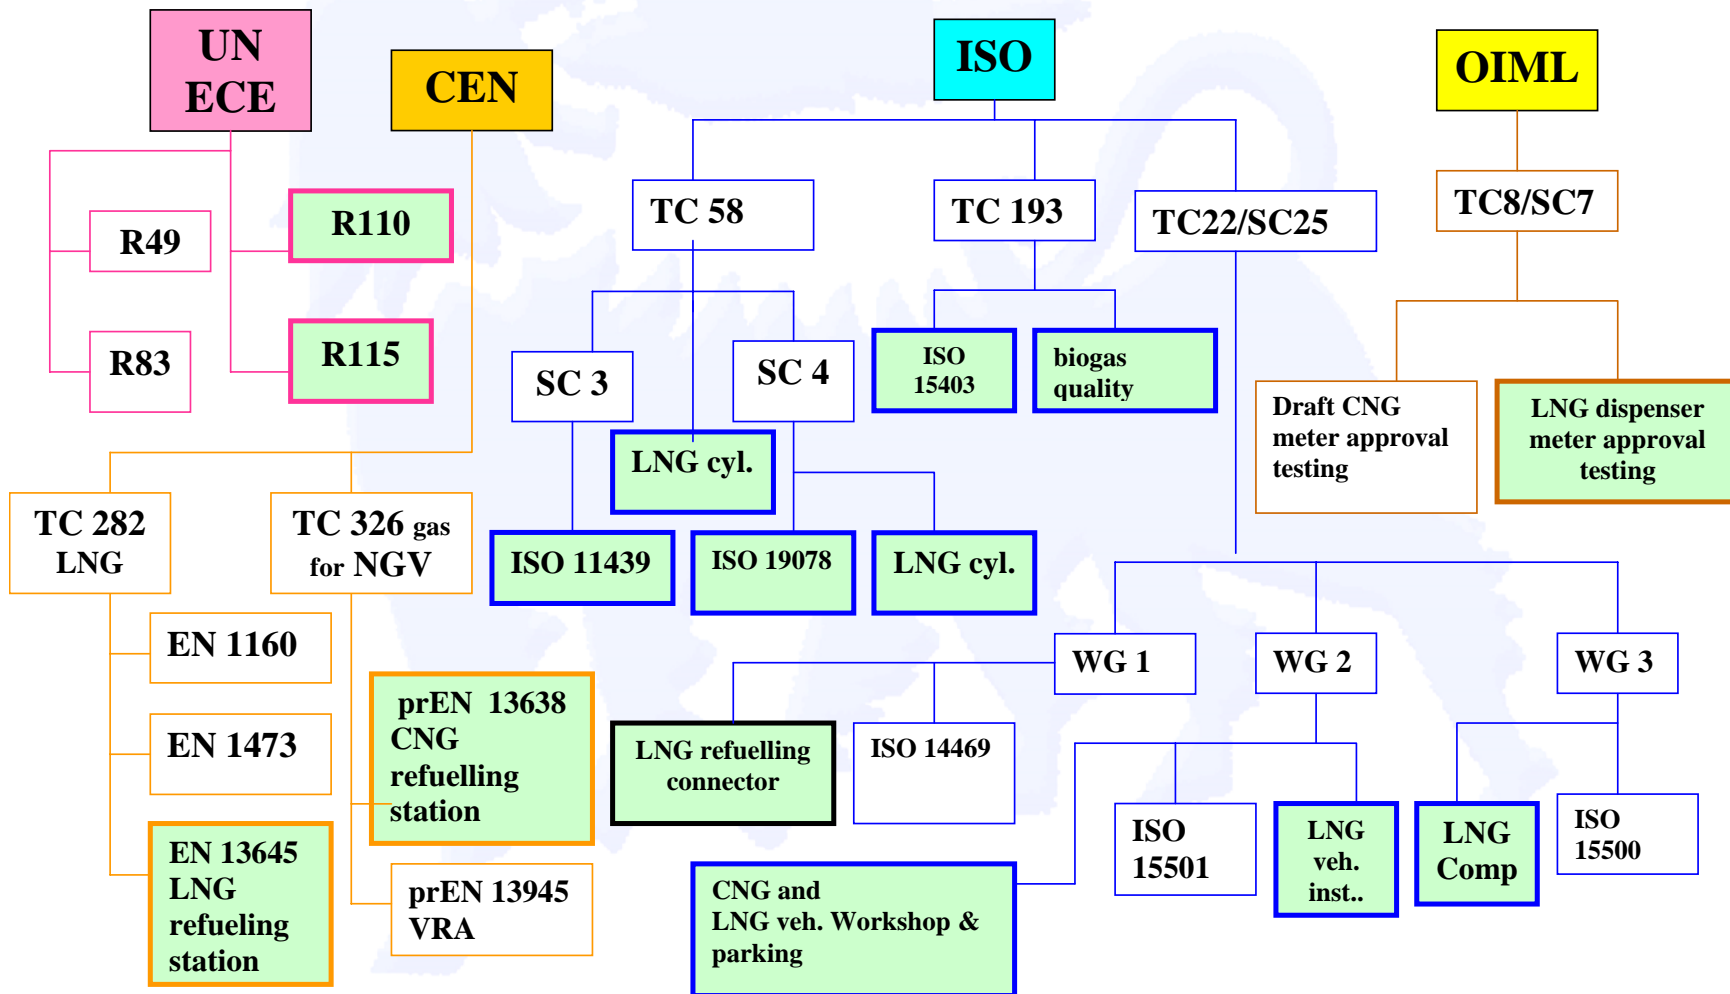 UN
ECE
CEN
ISO
OIML
R49
R110
R83
R115
TC 58
TC 193
TC22/SC25
TC8/SC7
SC 3
SC 4
ISO
15403
biogas
quality
Draft CNG
meter approval
testing
LNG dispenser
meter approval
testing
LNG cyl.
TC 282
LNG
TC 326 gas
for NGV
ISO 11439
ISO 19078
LNG cyl.
EN 1160
EN 1473
EN 13645
LNG
refueling
station
prEN 13638
CNG
refuelling
station
prEN 13945
VRA
WG 1
WG 2
WG 3
LNG refuelling
connector
ISO 14469
CNG and
LNG veh. Workshop &
parking
ISO
15501
LNG
veh.
inst..
LNG
Comp
ISO
15500